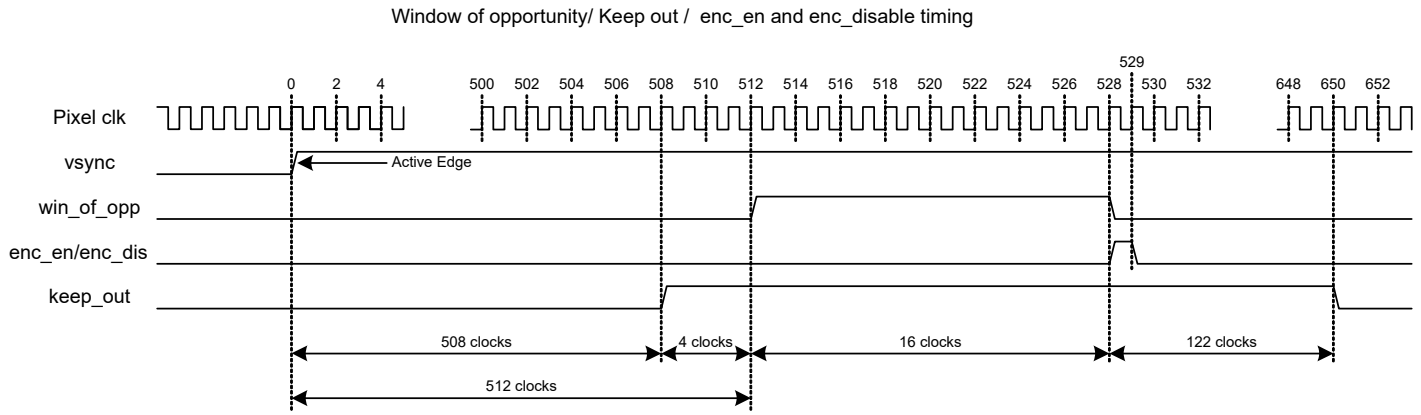 Window of opportunity/ Keep out / enc_en and enc_disable timing
529
0 2 4 500 502 504 506 508 510 512 514 516 518 520 522 524 526 528 530 532 648 650 652
Pixel clk
vsync
Active Edge
win_of_opp
enc_en/enc_dis
keep_out
508 clocks 4 clocks 16 clocks 122 clocks
512 clocks